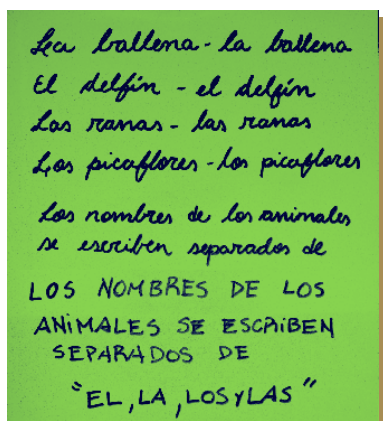 La ballena - la ballena
El delfín - el delfín
Las ranas - las ranas
Los picaflores - los picaflores
Los nombres de los animales
se escriben separados de
LOS NOMBRES DE LOS
ANIMALES SE ESCRIBEN
SEPARADOS DE
"EL, LA, LOS Y LAS"